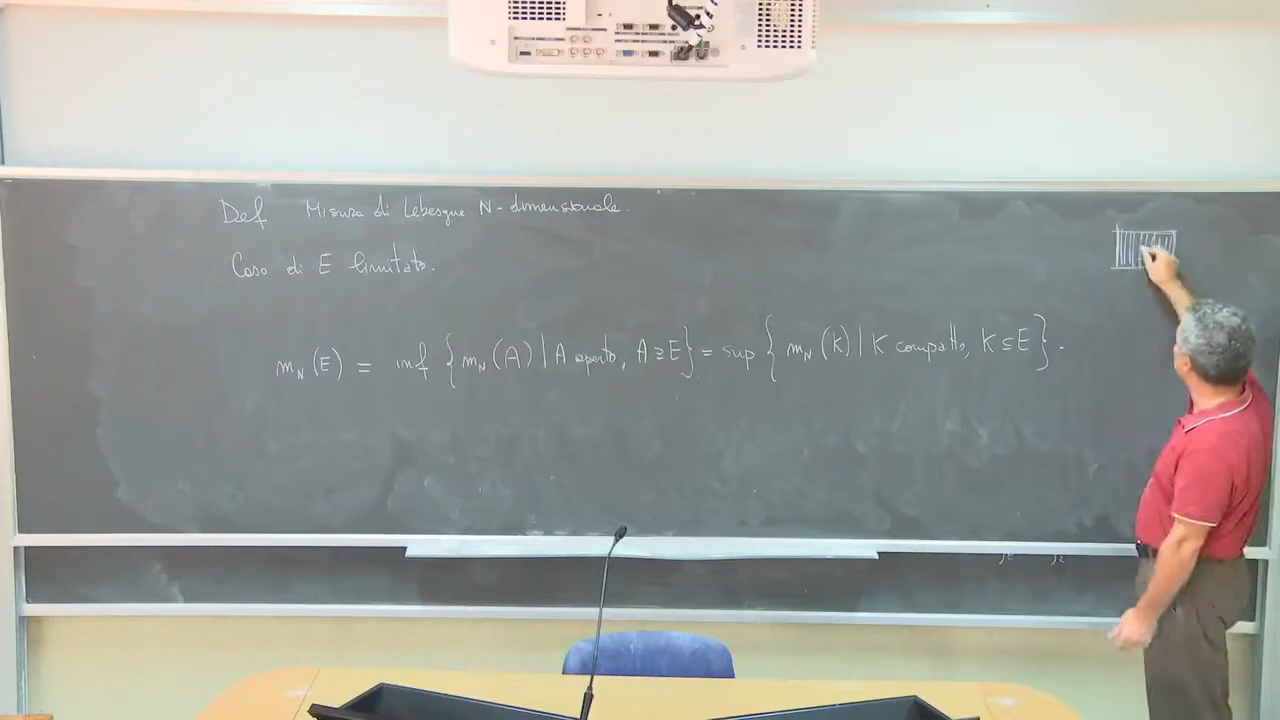 Def Misura di Lebesgue N-dimensionale.
Caso di E limitato.
m_N(E) = inf { m_N(A) | A aperto, A ⊇ E } = sup { m_N(K) | K compatto, K ⊆ E }.